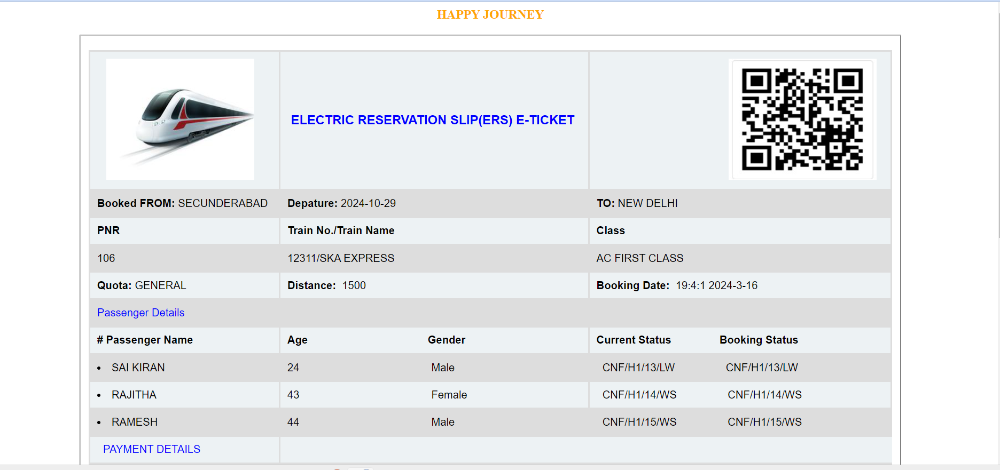 HAPPY JOURNEY
ELECTRIC RESERVATION SLIP(ERS) E-TICKET
Booked FROM: SECUNDERABAD Depature: 2024-10-29 TO: NEW DELHI
PNR Train No./Train Name Class
106 12311/SKA EXPRESS AC FIRST CLASS
Quota: GENERAL Distance: 1500 Booking Date: 19:4:1 2024-3-16
Passenger Details
# Passenger Name Age Gender Current Status Booking Status
• SAI KIRAN 24 Male CNF/H1/13/LW CNF/H1/13/LW
• RAJITHA 43 Female CNF/H1/14/WS CNF/H1/14/WS
• RAMESH 44 Male CNF/H1/15/WS CNF/H1/15/WS
PAYMENT DETAILS